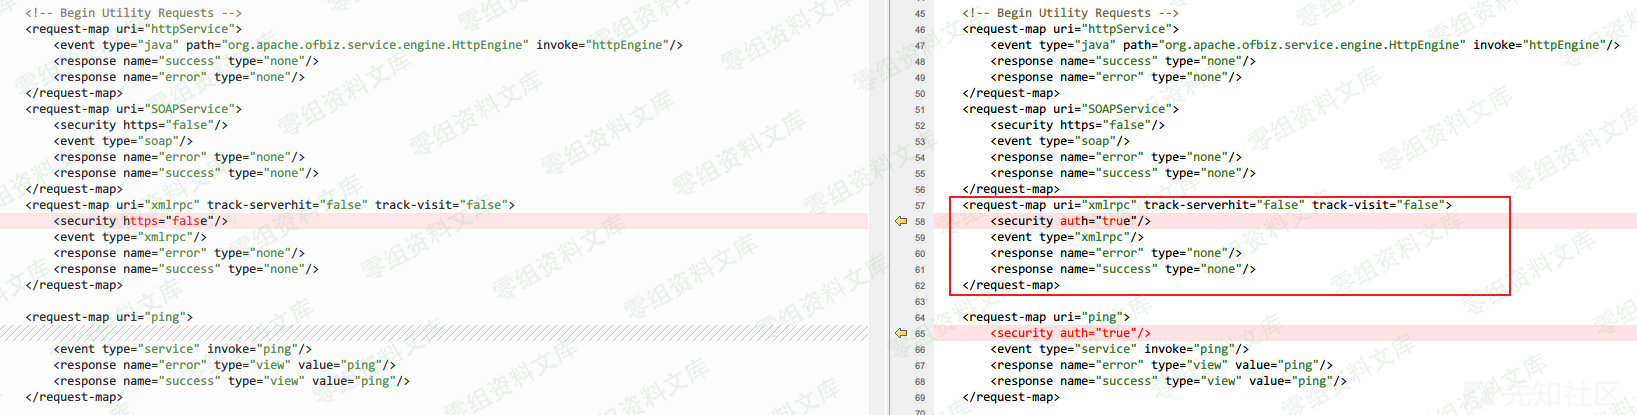 <!-- Begin Utility Requests -->
<request-map uri="httpService">
<event type="java" path="org.apache.ofbiz.service.engine.HttpEngine" invoke="httpEngine"/>
<response name="success" type="none"/>
<response name="error" type="none"/>
</request-map>
<request-map uri="SOAPService">
<security https="false"/>
<event type="soap"/>
<response name="error" type="none"/>
<response name="success" type="none"/>
</request-map>
<request-map uri="xmlrpc" track-serverhit="false" track-visit="false">
<security https="false"/>
<event type="xmlrpc"/>
<response name="error" type="none"/>
<response name="success" type="none"/>
</request-map>
<request-map uri="ping">
<event type="service" invoke="ping"/>
<response name="error" type="view" value="ping"/>
<response name="success" type="view" value="ping"/>
</request-map>
45 <!-- Begin Utility Requests -->
46 <request-map uri="httpService">
47 <event type="java" path="org.apache.ofbiz.service.engine.HttpEngine" invoke="httpEngine"/>
48 <response name="success" type="none"/>
49 <response name="error" type="none"/>
50 </request-map>
51 <request-map uri="SOAPService">
52 <security https="false"/>
53 <event type="soap"/>
54 <response name="error" type="none"/>
55 <response name="success" type="none"/>
56 </request-map>
57 <request-map uri="xmlrpc" track-serverhit="false" track-visit="false">
58 <security auth="true"/>
59 <event type="xmlrpc"/>
60 <response name="error" type="none"/>
61 <response name="success" type="none"/>
62 </request-map>
63
64 <request-map uri="ping">
65 <security auth="true"/>
66 <event type="service" invoke="ping"/>
67 <response name="error" type="view" value="ping"/>
68 <response name="success" type="view" value="ping"/>
69 </request-map>
70
零组资料文库
先知社区